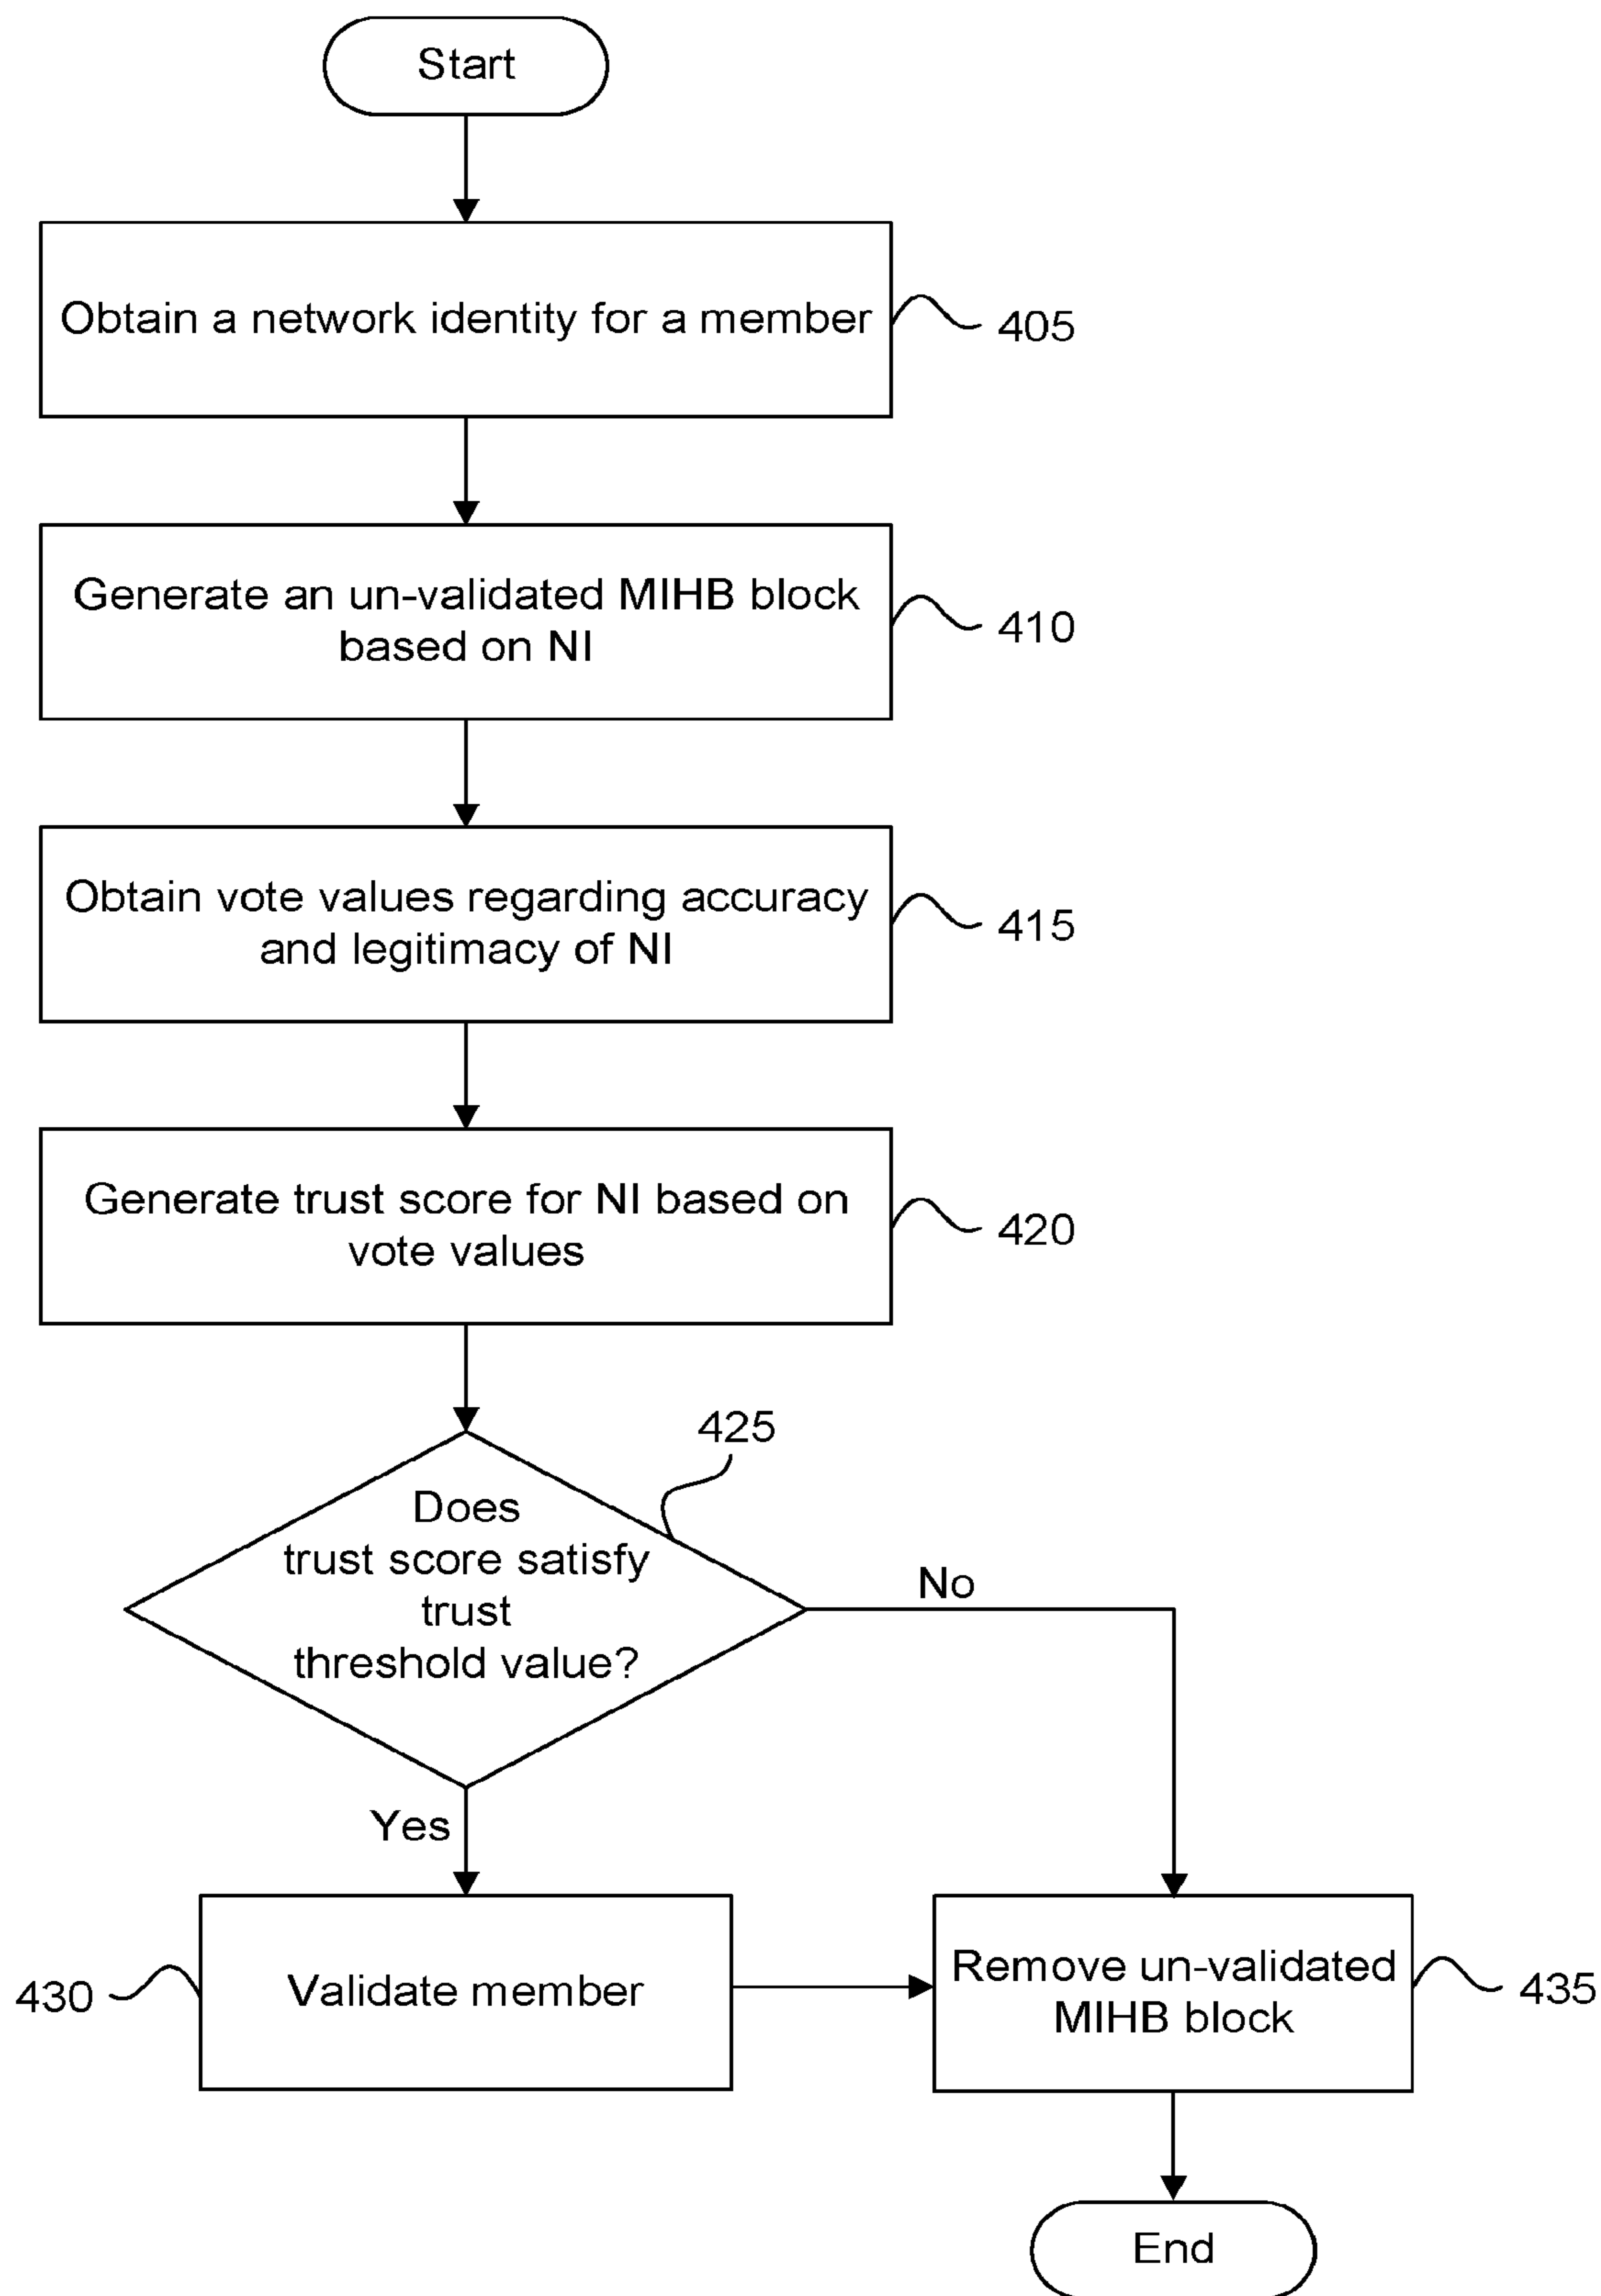 Start
Obtain a network identity for a member
405
Generate an un-validated MIHB block
based on NI
410
Obtain vote values regarding accuracy
and legitimacy of NI
415
Generate trust score for NI based on
vote values
420
425
Does
trust score satisfy
trust
threshold value?
No
Yes
430
Validate member
Remove un-validated
MIHB block
435
End